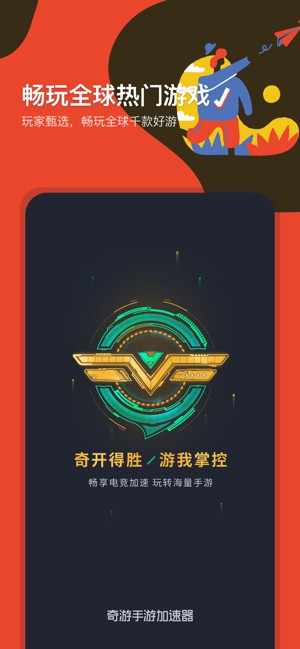 畅玩全球热门游戏
玩家甄选，畅玩全球千款好游
奇开得胜 游我掌控
畅享电竞加速 玩转海量手游
奇游手游加速器